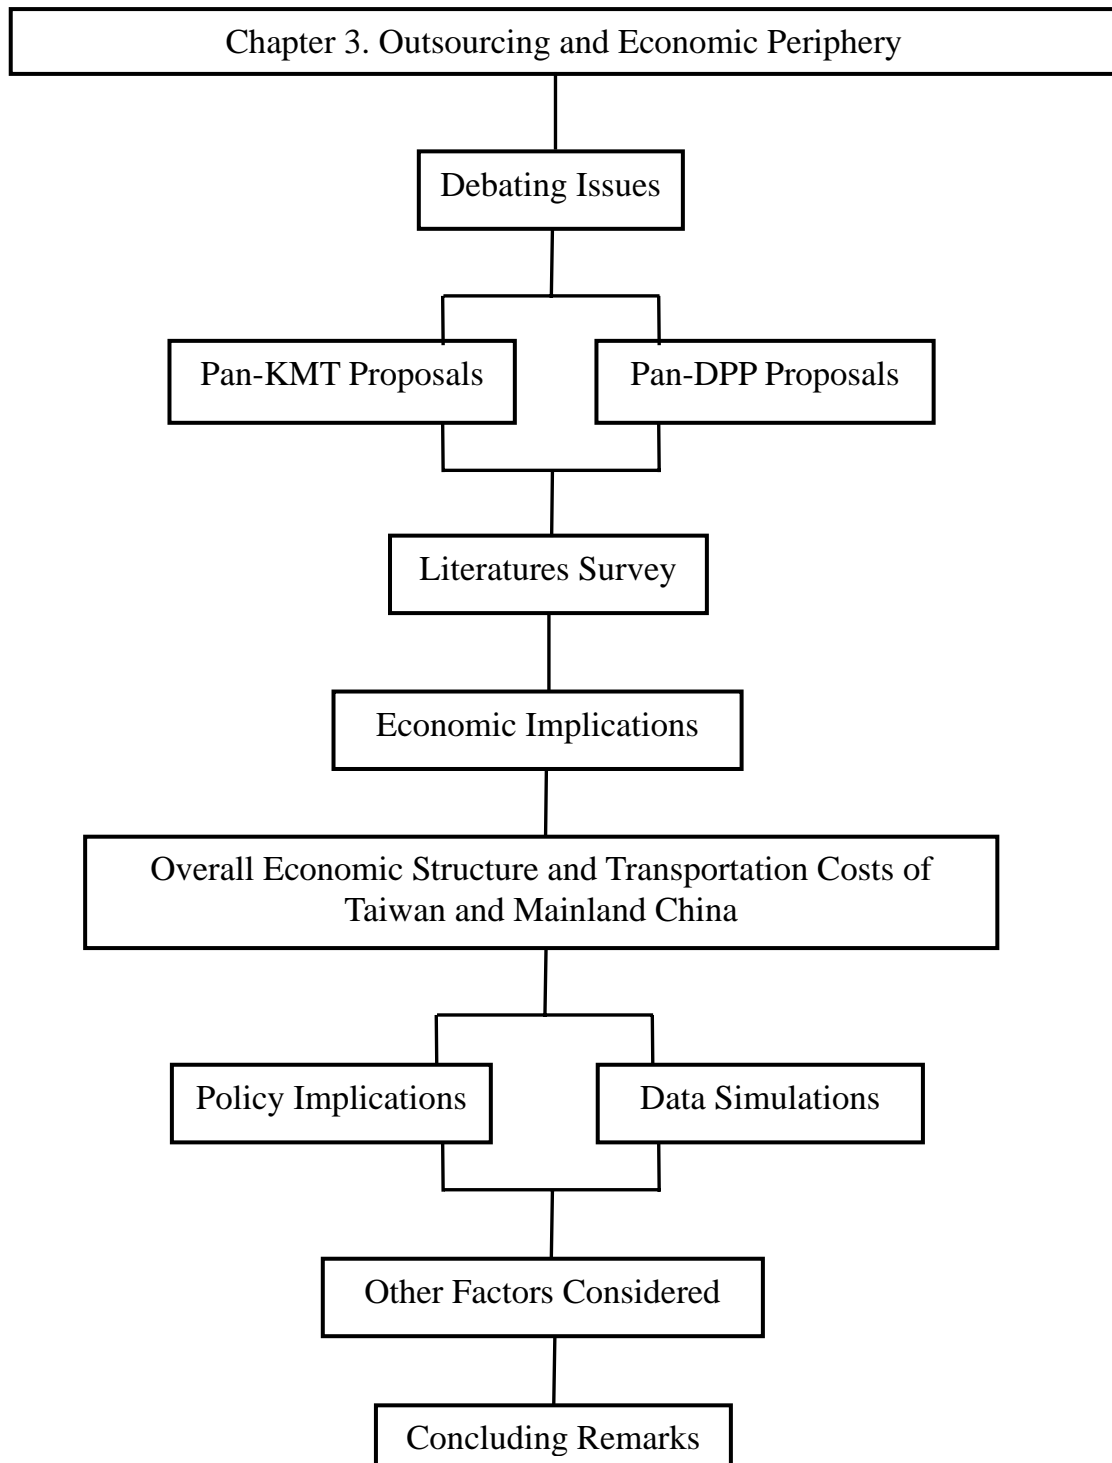 Chapter 3. Outsourcing and Economic Periphery
Debating Issues
Pan-KMT Proposals
Pan-DPP Proposals
Literatures Survey
Economic Implications
Overall Economic Structure and Transportation Costs of
Taiwan and Mainland China
Policy Implications
Data Simulations
Other Factors Considered
Concluding Remarks